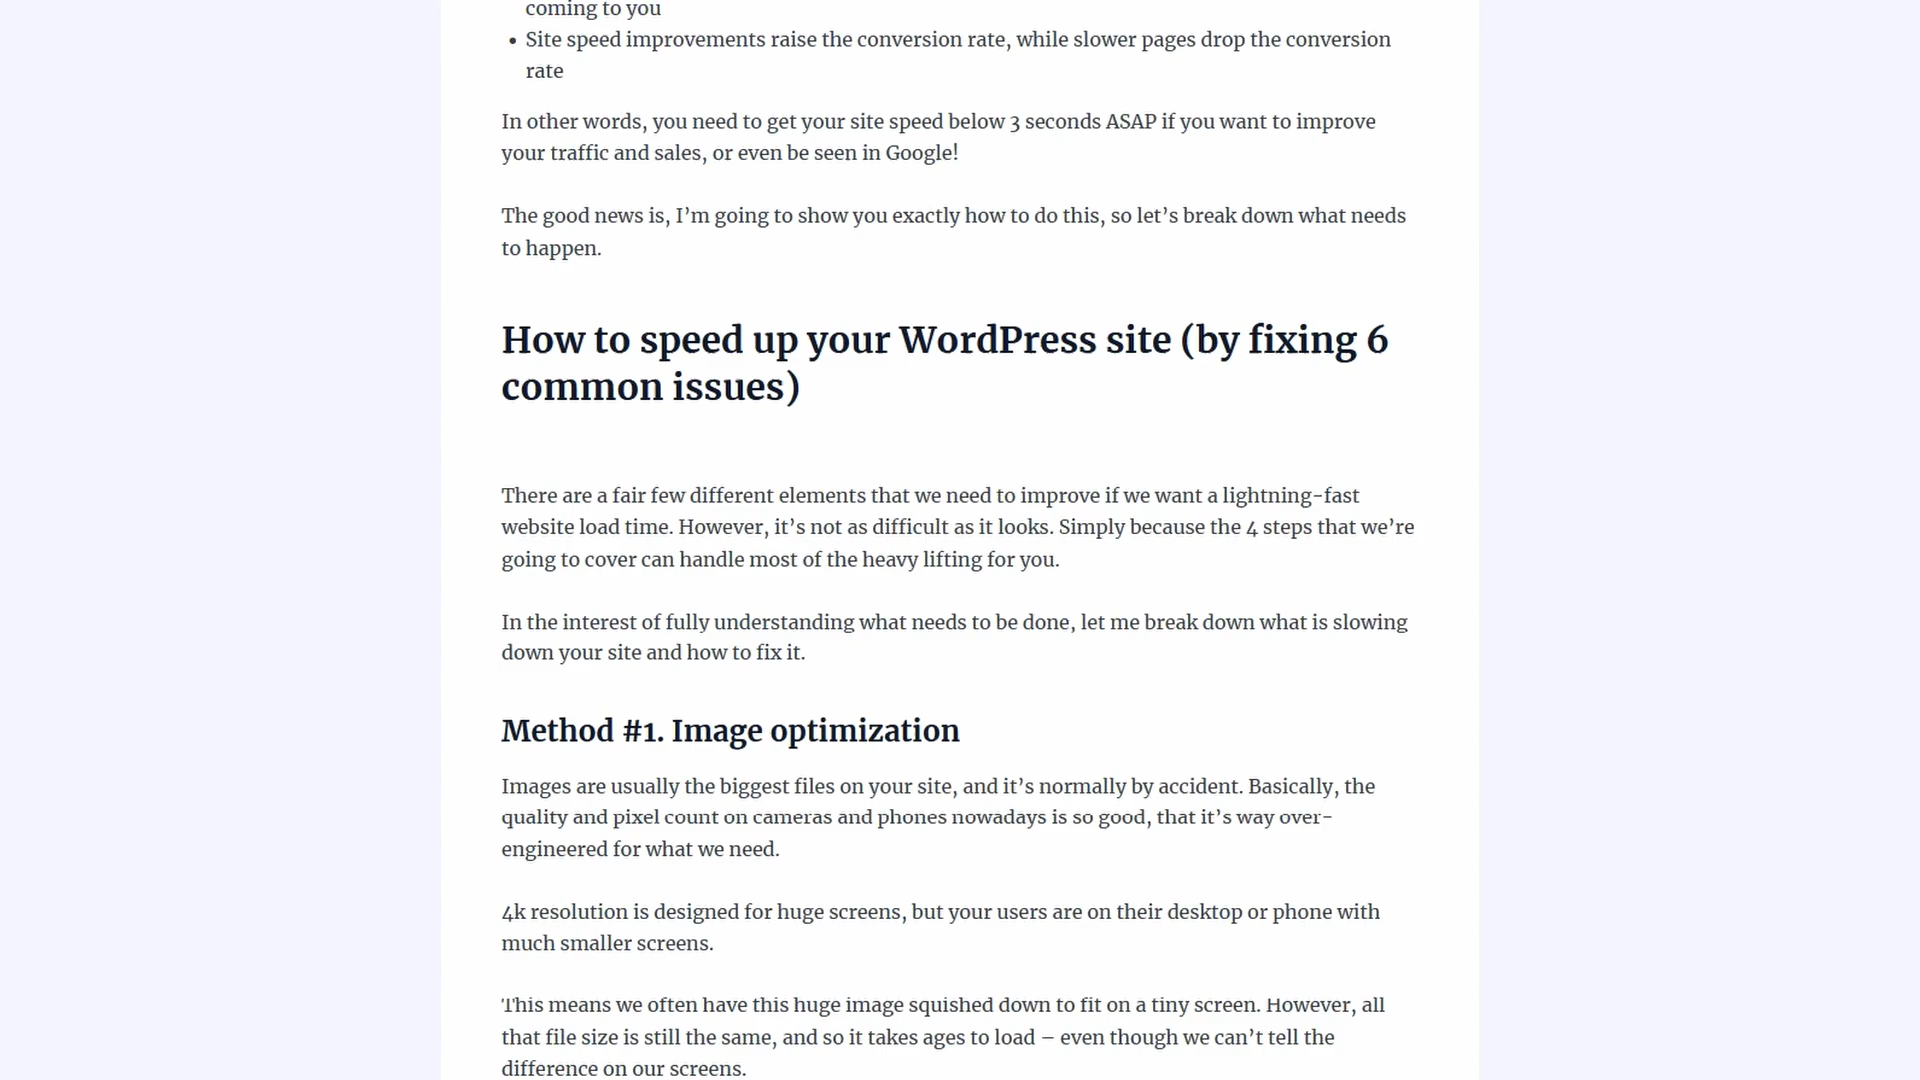 coming to you
• Site speed improvements raise the conversion rate, while slower pages drop the conversion
rate
In other words, you need to get your site speed below 3 seconds ASAP if you want to improve
your traffic and sales, or even be seen in Google!
The good news is, I’m going to show you exactly how to do this, so let’s break down what needs
to happen.
How to speed up your WordPress site (by fixing 6
common issues)
There are a fair few different elements that we need to improve if we want a lightning-fast
website load time. However, it’s not as difficult as it looks. Simply because the 4 steps that we’re
going to cover can handle most of the heavy lifting for you.
In the interest of fully understanding what needs to be done, let me break down what is slowing
down your site and how to fix it.
Method #1. Image optimization
Images are usually the biggest files on your site, and it’s normally by accident. Basically, the
quality and pixel count on cameras and phones nowadays is so good, that it’s way over-
engineered for what we need.
4k resolution is designed for huge screens, but your users are on their desktop or phone with
much smaller screens.
This means we often have this huge image squished down to fit on a tiny screen. However, all
that file size is still the same, and so it takes ages to load – even though we can’t tell the
difference on our screens.